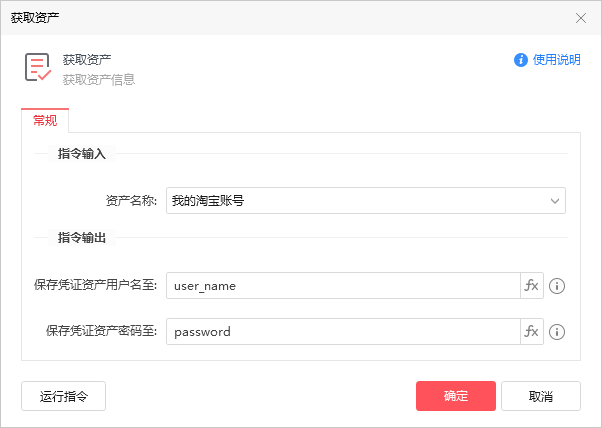 获取资产
获取资产
使用说明
获取资产信息
常规
指令输入
资产名称: 我的淘宝账号
指令输出
保存凭证资产用户名至: user_name fx
保存凭证资产密码至: password fx
运行指令 确定 取消